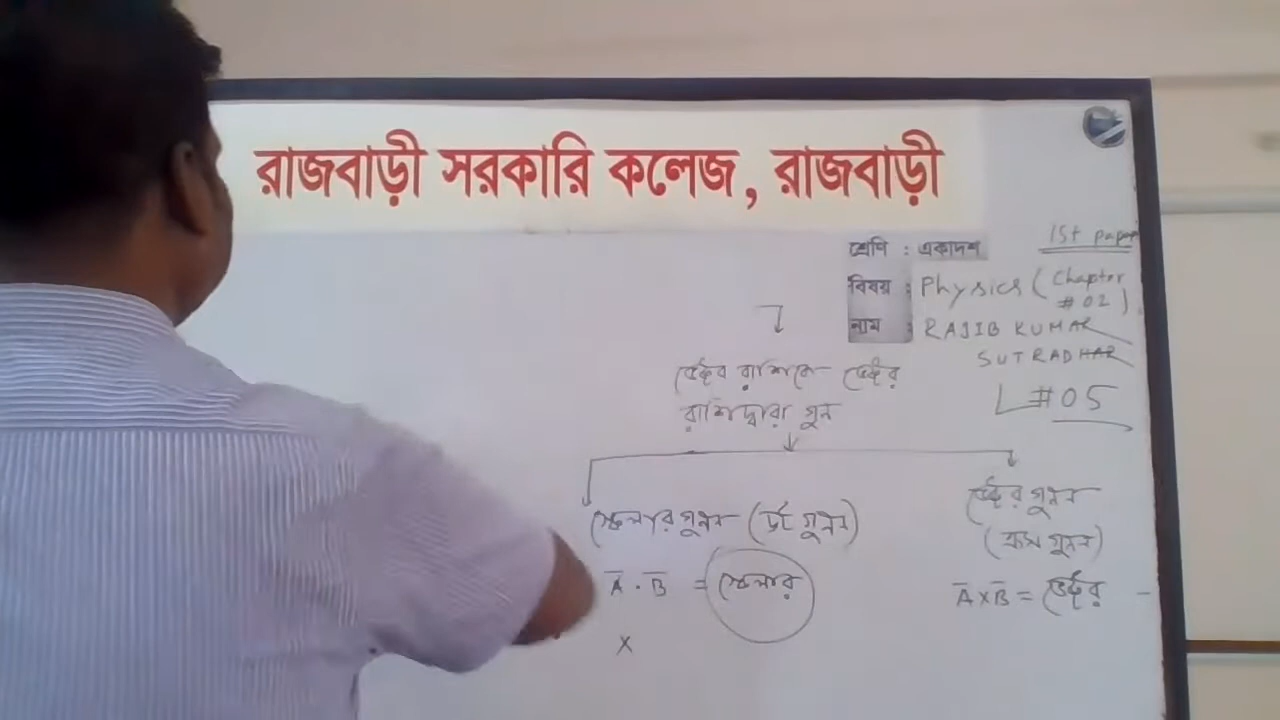 রাজবাড়ী সরকারি কলেজ, রাজবাড়ী
শ্রেণি : একাদশ 1st paper
বিষয় : Physics (Chapter # 02)
নাম : RAJIB KUMAR
SUTRADHAR
L#05
ভেক্টর রাশিকে ভেক্টর
রাশিদ্বারা গুন
স্কেলার গুনন (ডট গুনন)
ভেক্টর গুনন
(ক্রস গুনন)
A̅ . B̅ = স্কেলার
A̅ X B̅ = ভেক্টর
X